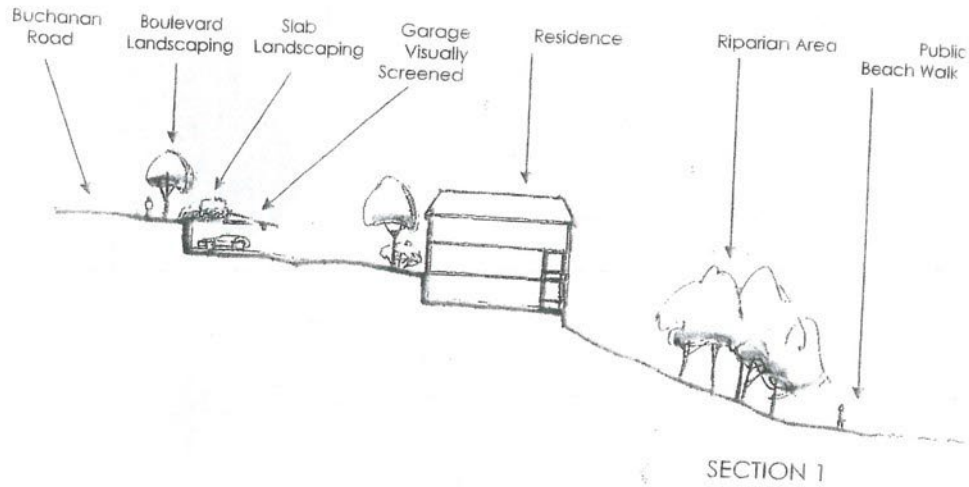 Buchanan
Road
Boulevard
Landscaping
Slab
Landscaping
Garage
Visually
Screened
Residence
Riparian Area
Public
Beach Walk
SECTION 1